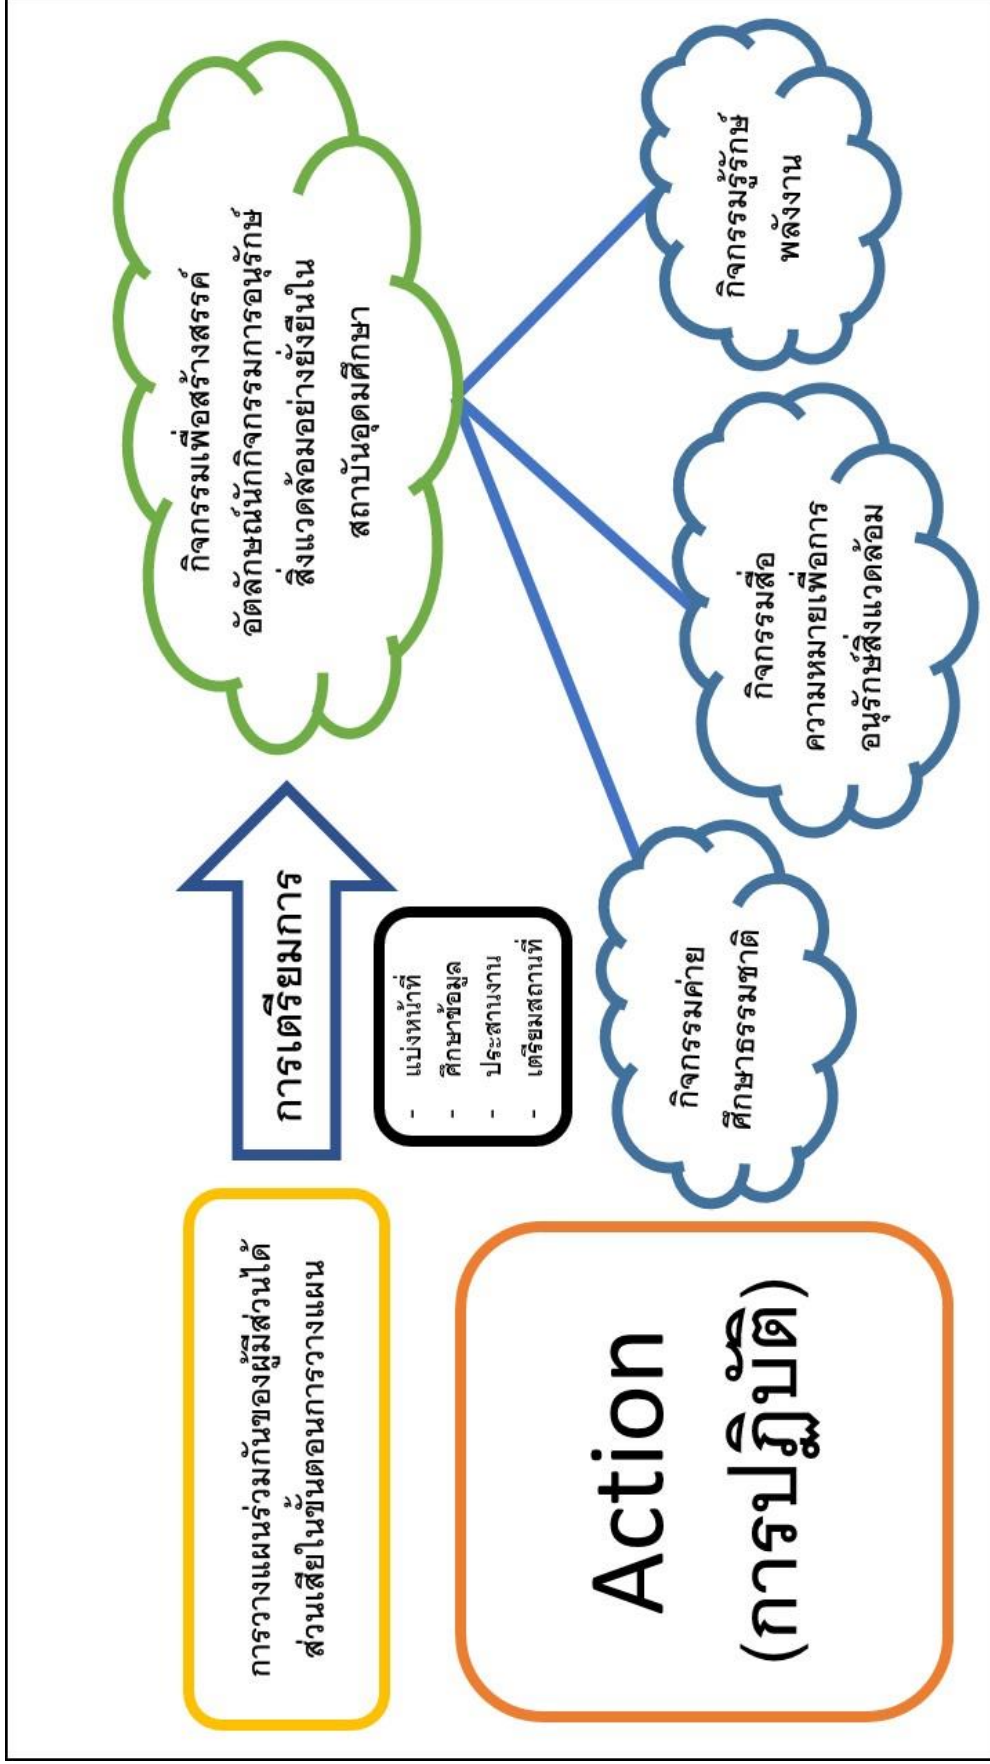 การวางแผนร่วมกันของผู้มีส่วนได้
ส่วนเสียในขั้นตอนการวางแผน
การเตรียมการ
- แบ่งหน้าที่
- ศึกษาข้อมูล
- ประสานงาน
- เตรียมสถานที่
กิจกรรมเพื่อสร้างสรรค์
อัตลักษณ์นักกิจกรรมการอนุรักษ์
สิ่งแวดล้อมอย่างยั่งยืนใน
สถาบันอุดมศึกษา
Action
(การปฏิบัติ)
กิจกรรมค่าย
ศึกษาธรรมชาติ
กิจกรรมสื่อ
ความหมายเพื่อการ
อนุรักษ์สิ่งแวดล้อม
กิจกรรมรู้รักษ์
พลังงาน